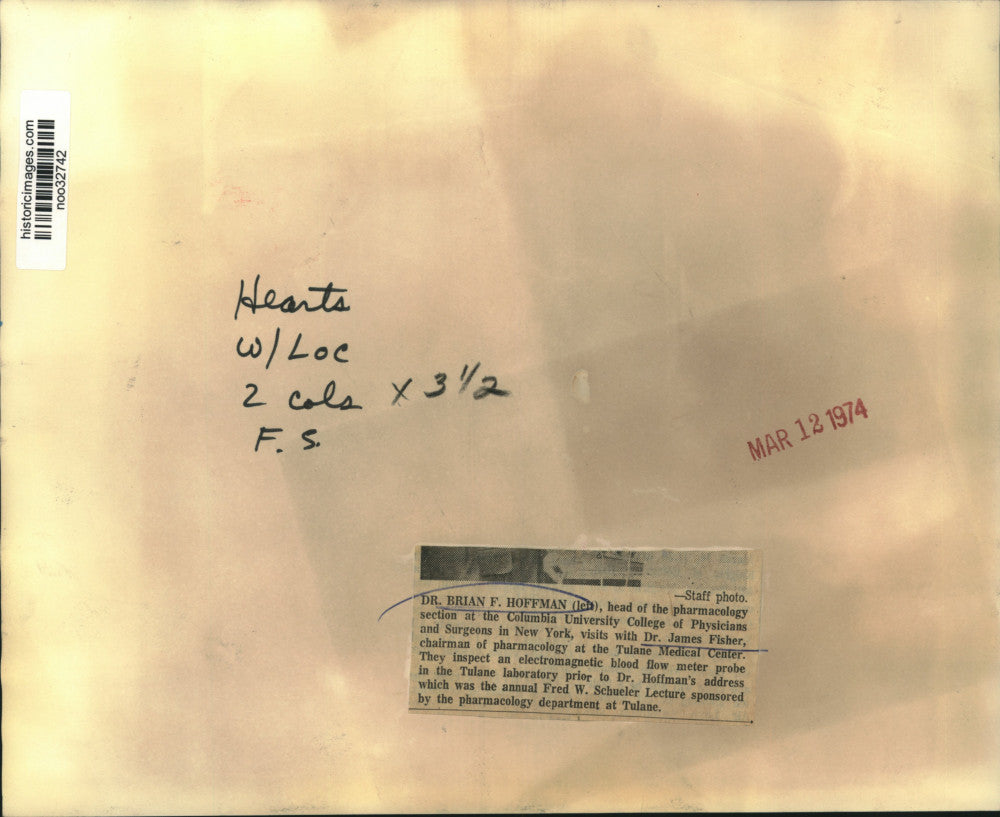 historicimages.com
noo32742
Hearts
W/Loc
2 cols x 3 1/2
F. S.
MAR 12 1974
—Staff photo.
DR. BRIAN F. HOFFMAN (left), head of the pharmacology
section at the Columbia University College of Physicians
and Surgeons in New York, visits with Dr. James Fisher,
chairman of pharmacology at the Tulane Medical Center.
They inspect an electromagnetic blood flow meter probe
in the Tulane laboratory prior to Dr. Hoffman's address
which was the annual Fred W. Schueler Lecture sponsored
by the pharmacology department at Tulane.